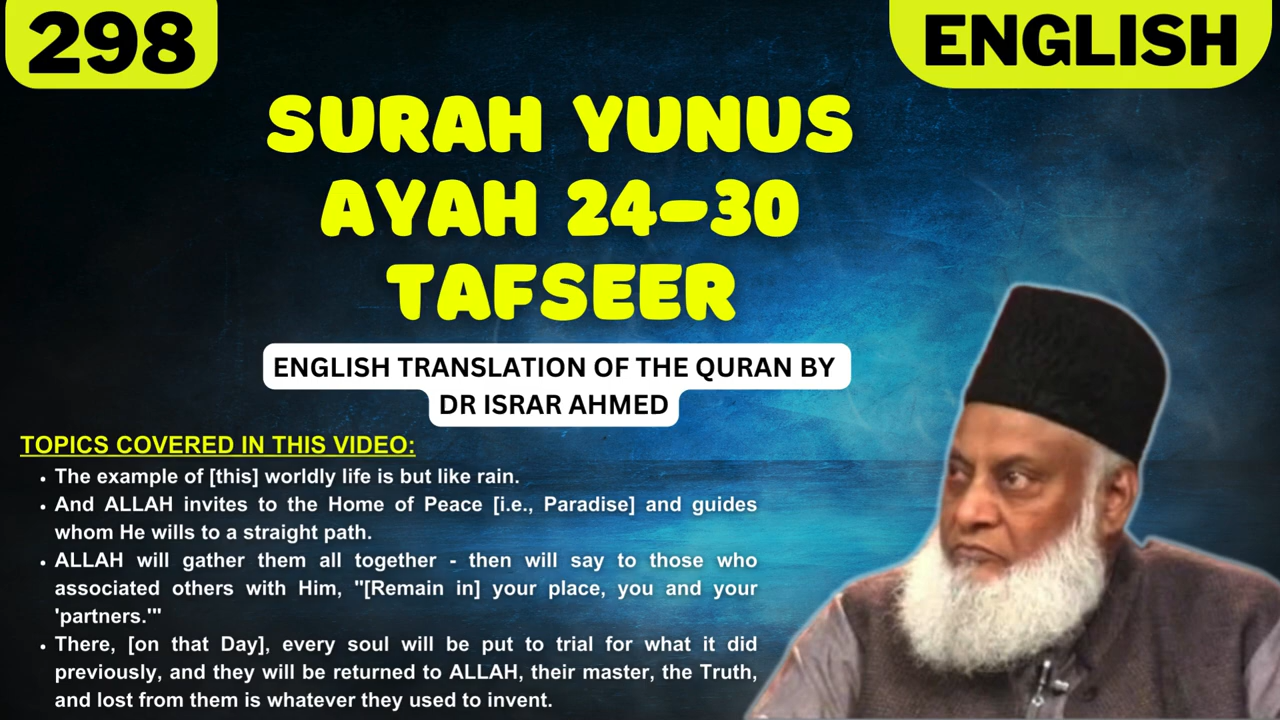 298
ENGLISH
SURAH YUNUS
AYAH 24-30
TAFSEER
ENGLISH TRANSLATION OF THE QURAN BY
DR ISRAR AHMED
TOPICS COVERED IN THIS VIDEO:
• The example of [this] worldly life is but like rain.
• And ALLAH invites to the Home of Peace [i.e., Paradise] and guides
whom He wills to a straight path.
• ALLAH will gather them all together - then will say to those who
associated others with Him, "[Remain in] your place, you and your
'partners.'"
• There, [on that Day], every soul will be put to trial for what it did
previously, and they will be returned to ALLAH, their master, the Truth,
and lost from them is whatever they used to invent.